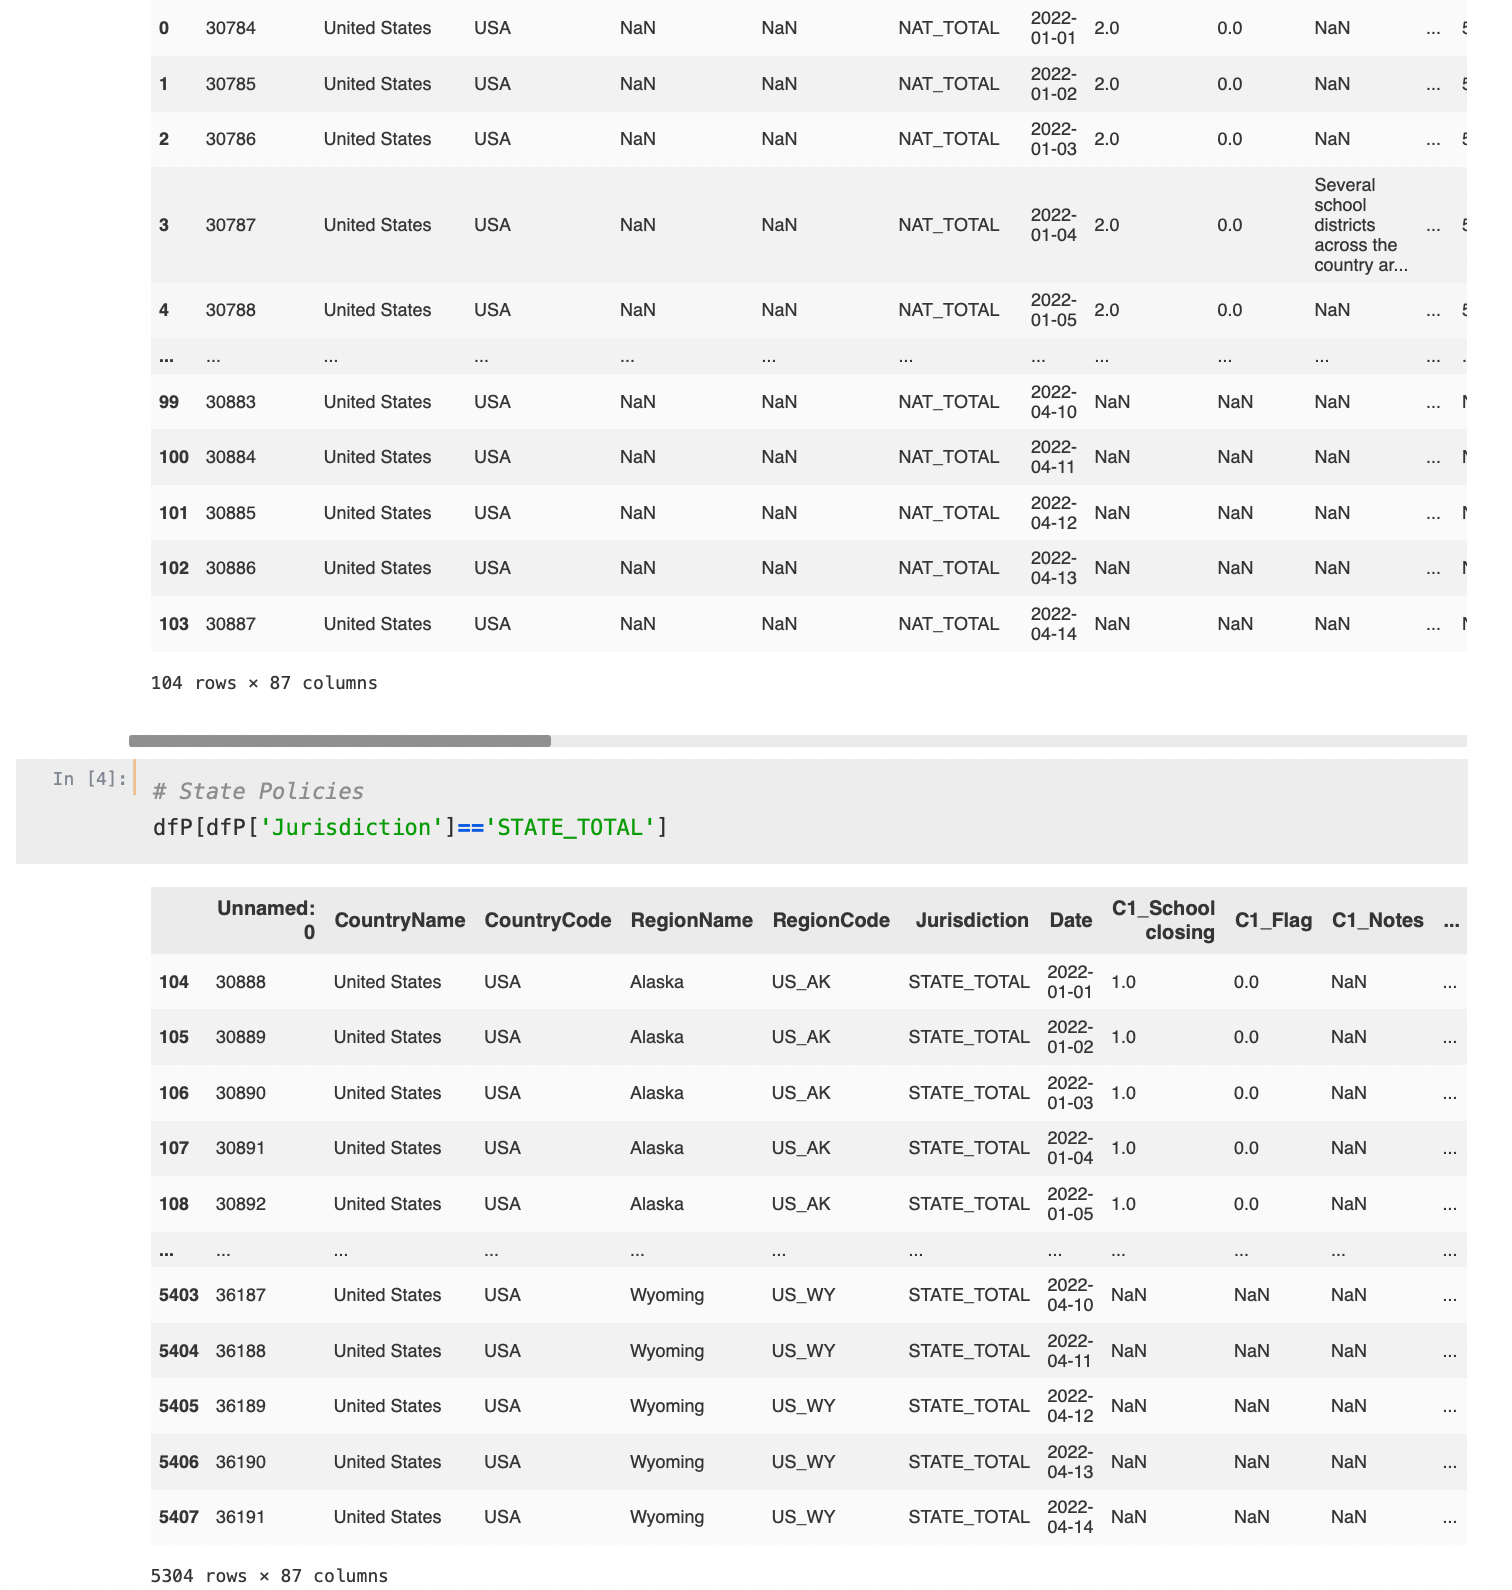 0 30784 United States USA NaN NaN NAT_TOTAL 2022-01-01 2.0 0.0 NaN ...
1 30785 United States USA NaN NaN NAT_TOTAL 2022-01-02 2.0 0.0 NaN ...
2 30786 United States USA NaN NaN NAT_TOTAL 2022-01-03 2.0 0.0 NaN ...
3 30787 United States USA NaN NaN NAT_TOTAL 2022-01-04 2.0 0.0 Several school districts across the country ar... ...
4 30788 United States USA NaN NaN NAT_TOTAL 2022-01-05 2.0 0.0 NaN ...
... ... ... ... ... ... ... ... ... ... ... ...
99 30883 United States USA NaN NaN NAT_TOTAL 2022-04-10 NaN NaN NaN ...
100 30884 United States USA NaN NaN NAT_TOTAL 2022-04-11 NaN NaN NaN ...
101 30885 United States USA NaN NaN NAT_TOTAL 2022-04-12 NaN NaN NaN ...
102 30886 United States USA NaN NaN NAT_TOTAL 2022-04-13 NaN NaN NaN ...
103 30887 United States USA NaN NaN NAT_TOTAL 2022-04-14 NaN NaN NaN ...
104 rows × 87 columns
In [4]:
# State Policies
dfP[dfP['Jurisdiction']=='STATE_TOTAL']
Unnamed: 0 CountryName CountryCode RegionName RegionCode Jurisdiction Date C1_School closing C1_Flag C1_Notes ...
104 30888 United States USA Alaska US_AK STATE_TOTAL 2022-01-01 1.0 0.0 NaN ...
105 30889 United States USA Alaska US_AK STATE_TOTAL 2022-01-02 1.0 0.0 NaN ...
106 30890 United States USA Alaska US_AK STATE_TOTAL 2022-01-03 1.0 0.0 NaN ...
107 30891 United States USA Alaska US_AK STATE_TOTAL 2022-01-04 1.0 0.0 NaN ...
108 30892 United States USA Alaska US_AK STATE_TOTAL 2022-01-05 1.0 0.0 NaN ...
... ... ... ... ... ... ... ... ... ... ... ...
5403 36187 United States USA Wyoming US_WY STATE_TOTAL 2022-04-10 NaN NaN NaN ...
5404 36188 United States USA Wyoming US_WY STATE_TOTAL 2022-04-11 NaN NaN NaN ...
5405 36189 United States USA Wyoming US_WY STATE_TOTAL 2022-04-12 NaN NaN NaN ...
5406 36190 United States USA Wyoming US_WY STATE_TOTAL 2022-04-13 NaN NaN NaN ...
5407 36191 United States USA Wyoming US_WY STATE_TOTAL 2022-04-14 NaN NaN NaN ...
5304 rows × 87 columns